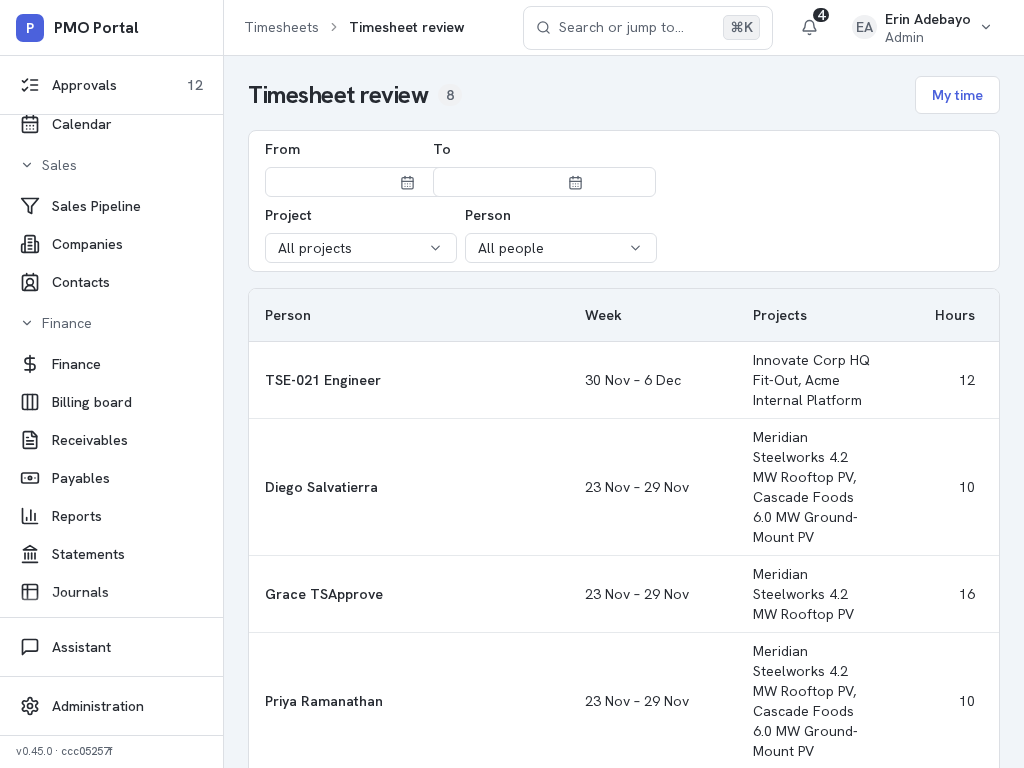 P PMO Portal
Approvals 12
Calendar
Sales
Sales Pipeline
Companies
Contacts
Finance
Finance
Billing board
Receivables
Payables
Reports
Statements
Journals
Assistant
Administration
v0.45.0 · ccc05257f
Timesheets > Timesheet review
Search or jump to... ⌘K
4
EA Erin Adebayo
Admin
Timesheet review 8
My time
From To
Project Person
All projects All people
Person Week Projects Hours
TSE-021 Engineer 30 Nov – 6 Dec Innovate Corp HQ
Fit-Out, Acme
Internal Platform 12
Diego Salvatierra 23 Nov – 29 Nov Meridian
Steelworks 4.2
MW Rooftop PV,
Cascade Foods
6.0 MW Ground-
Mount PV 10
Grace TSApprove 23 Nov – 29 Nov Meridian
Steelworks 4.2
MW Rooftop PV 16
Priya Ramanathan 23 Nov – 29 Nov Meridian
Steelworks 4.2
MW Rooftop PV,
Cascade Foods
6.0 MW Ground-
Mount PV 10